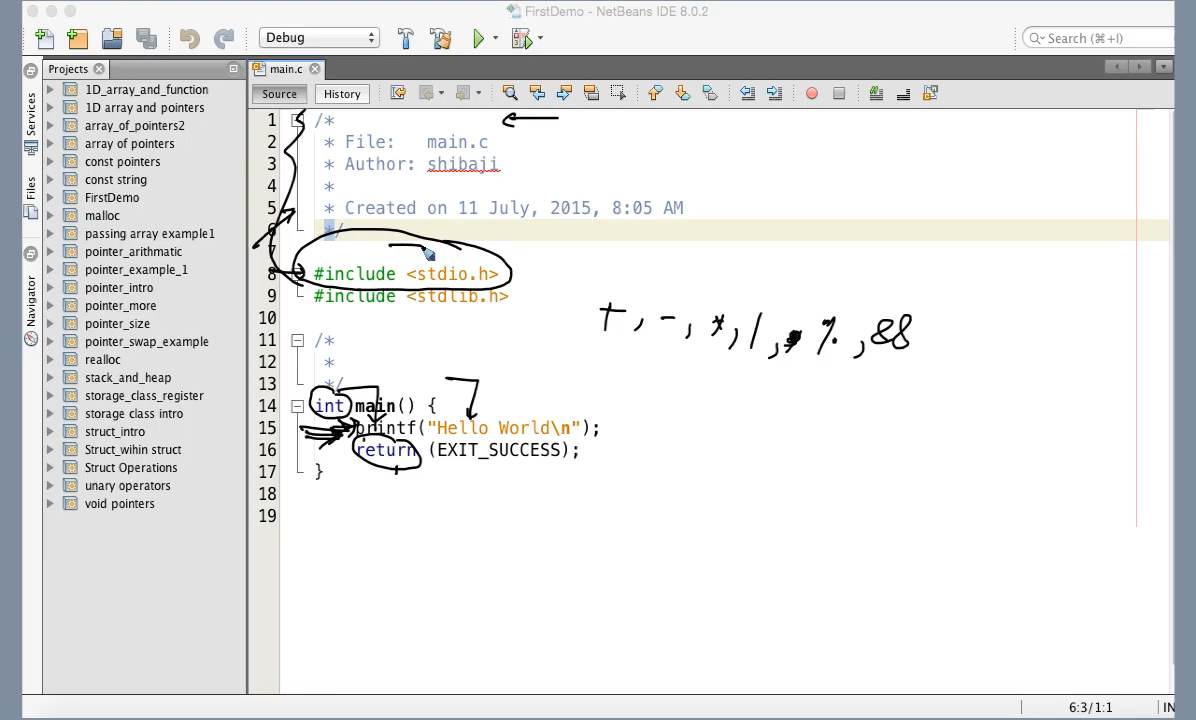 FirstDemo - NetBeans IDE 8.0.2
Debug
Search (⌘+I)
Projects
main.c
Source
History
Services
Files
Navigator
1D_array_and_function
1D array and pointers
array_of_pointers2
array of pointers
const pointers
const string
FirstDemo
malloc
passing array example1
pointer_arithmatic
pointer_example_1
pointer_intro
pointer_more
pointer_size
pointer_swap_example
realloc
stack_and_heap
storage_class_register
storage class intro
struct_intro
Struct_wihin struct
Struct Operations
unary operators
void pointers
1 /*
2 * File: main.c
3 * Author: shibaji
4 *
5 * Created on 11 July, 2015, 8:05 AM
6 */
7
8 #include <stdio.h>
9 #include <stdlib.h>
10
11 /*
12 *
13 */
14 int main() {
15 printf("Hello World\n");
16 return (EXIT_SUCCESS);
17 }
18
19
+, -, *, /, %, &&
6:3/1:1
IN